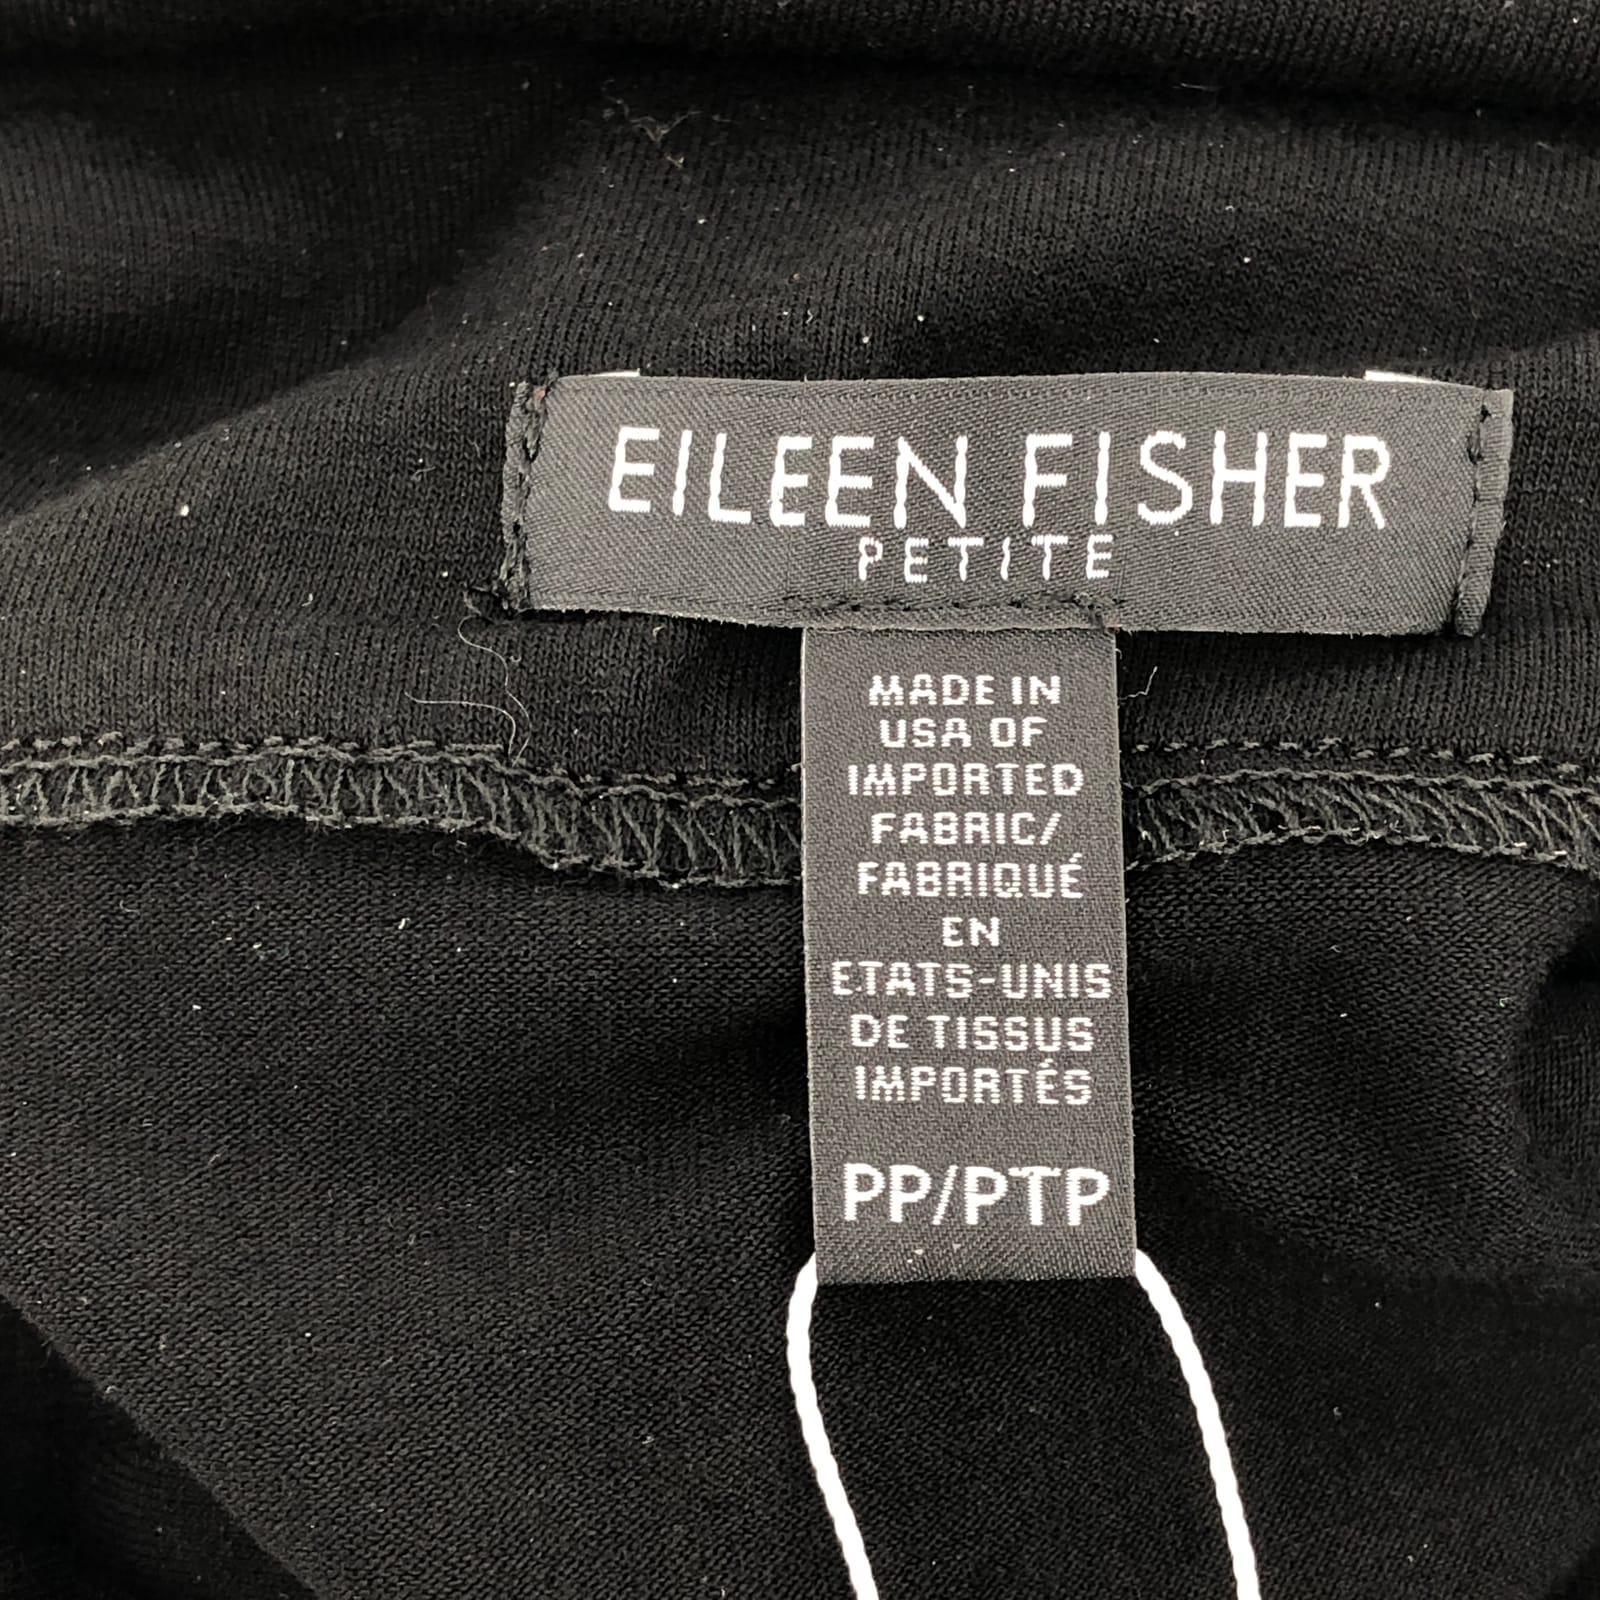 EILEEN FISHER
PETITE
MADE IN
USA OF
IMPORTED
FABRIC/
FABRIQUÉ
EN
ETATS-UNIS
DE TISSUS
IMPORTÉS
PP/PTP